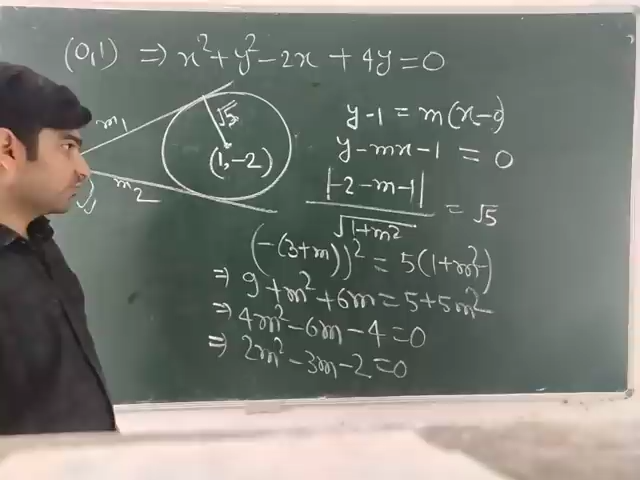 (0,1) ⇒ x² + y² - 2x + 4y = 0
m₁
√5
(1, -2)
m₂
y - 1 = m(x - 0)
y - mx - 1 = 0
|-2 - m - 1| / √(1+m²) = √5
(-(3+m))² = 5(1+m²)
⇒ 9 + m² + 6m = 5 + 5m²
⇒ 4m² - 6m - 4 = 0
⇒ 2m² - 3m - 2 = 0